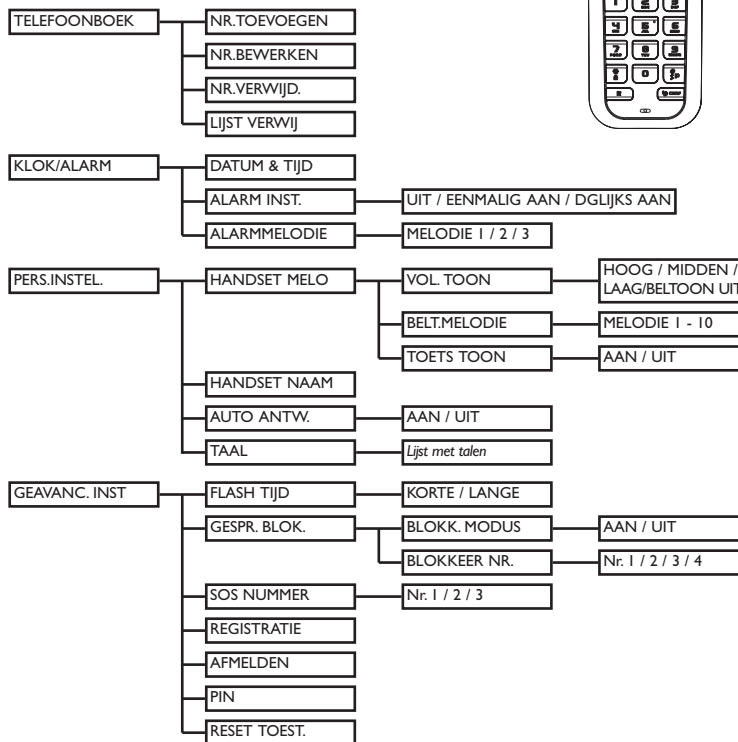 TELEFOONBOEK
NR.TOEVOEGEN
NR.BEWERKEN
NR.VERWIJD.
LIJST VERWIJ
KLOK/ALARM
DATUM & TIJD
ALARM INST.
UIT / EENMALIG AAN / DGLIJKS AAN
ALARMMELODIE
MELODIE 1 / 2 / 3
PERS.INSTEL.
HANDSET MELO
VOL. TOON
HOOG / MIDDEN /
LAAG/BELTOON UIT
BELT.MELODIE
MELODIE 1 - 10
TOETS TOON
AAN / UIT
HANDSET NAAM
AUTO ANTW.
AAN / UIT
TAAL
Lijst met talen
GEAVANC. INST
FLASH TIJD
KORTE / LANGE
GESPR. BLOK.
BLOKK. MODUS
AAN / UIT
BLOKKEER NR.
Nr. 1 / 2 / 3 / 4
SOS NUMMER
Nr. 1 / 2 / 3
REGISTRATIE
AFMELDEN
PIN
RESET TOEST.